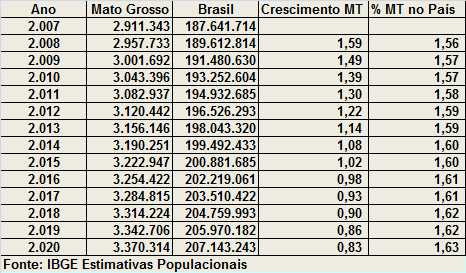 Ano Mato Grosso Brasil Crescimento MT % MT no País
2.007 2.911.343 187.641.714
2.008 2.957.733 189.612.814 1,59 1,56
2.009 3.001.692 191.480.630 1,49 1,57
2.010 3.043.396 193.252.604 1,39 1,57
2.011 3.082.937 194.932.685 1,30 1,58
2.012 3.120.442 196.526.293 1,22 1,59
2.013 3.156.146 198.043.320 1,14 1,59
2.014 3.190.251 199.492.433 1,08 1,60
2.015 3.222.947 200.881.685 1,02 1,60
2.016 3.254.422 202.219.061 0,98 1,61
2.017 3.284.815 203.510.422 0,93 1,61
2.018 3.314.224 204.759.993 0,90 1,62
2.019 3.342.706 205.970.182 0,86 1,62
2.020 3.370.314 207.143.243 0,83 1,63
Fonte: IBGE Estimativas Populacionais